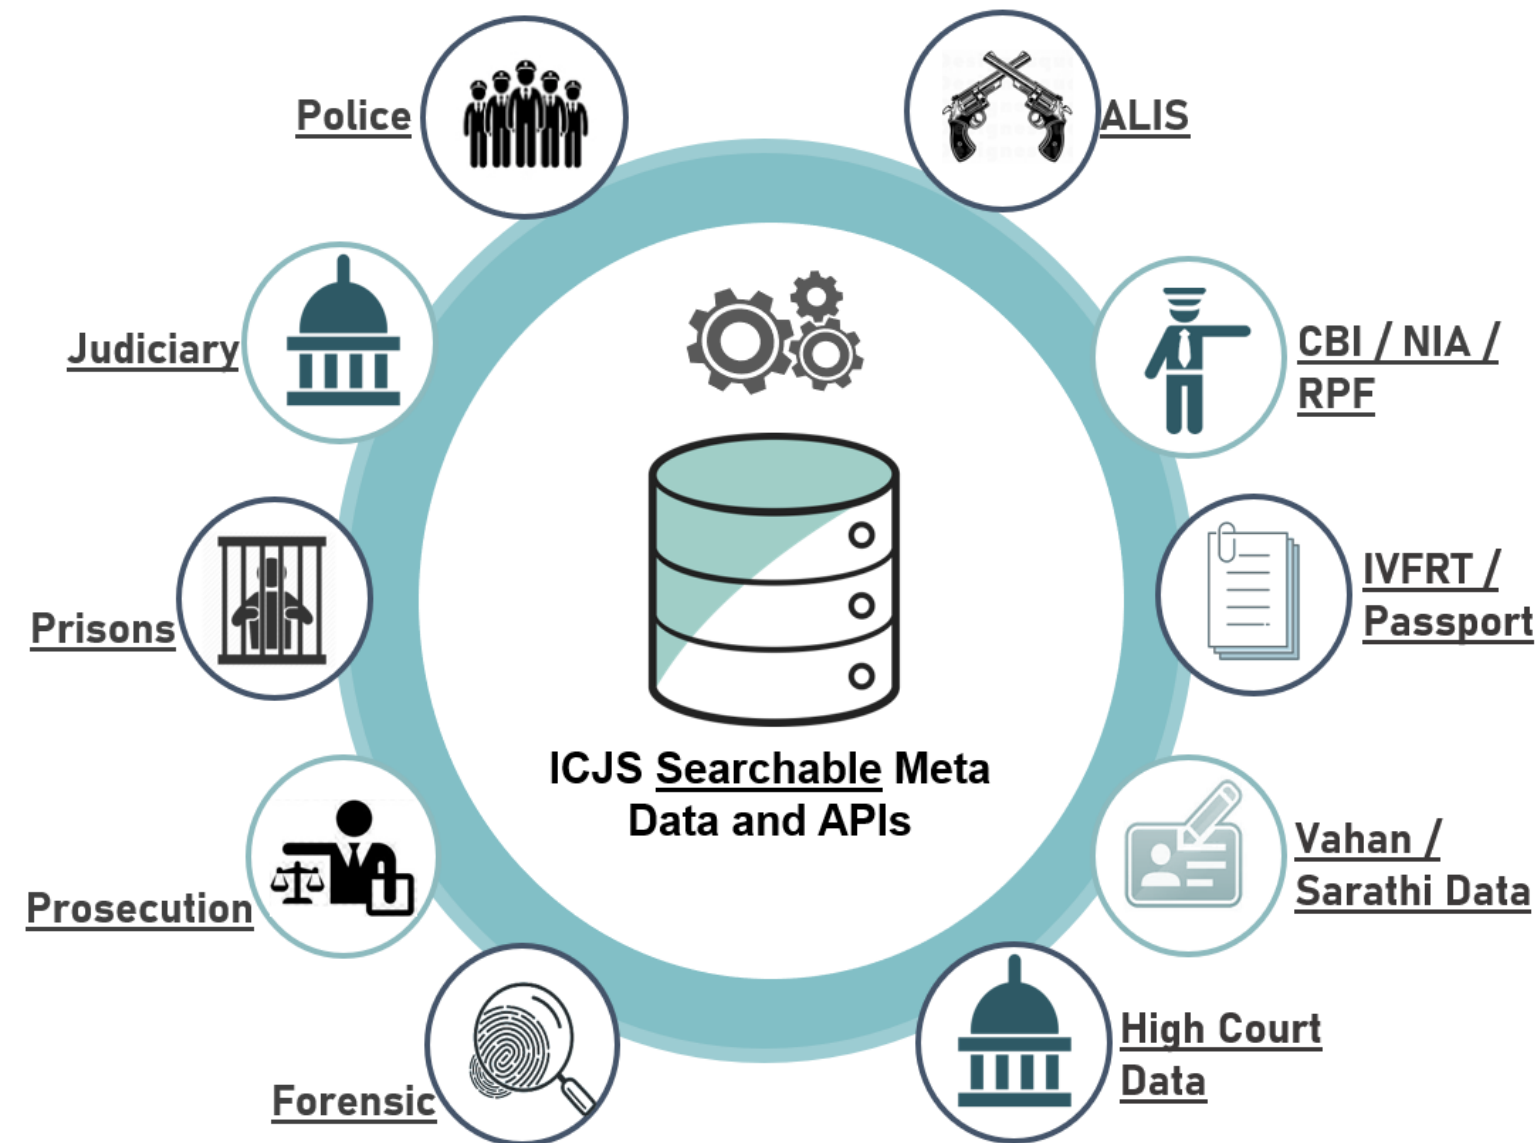 Police
ALIS
Judiciary
CBI / NIA /
RPF
Prisons
IVFRT /
Passport
ICJS Searchable Meta
Data and APIs
Prosecution
Vahan /
Sarathi Data
Forensic
High Court
Data